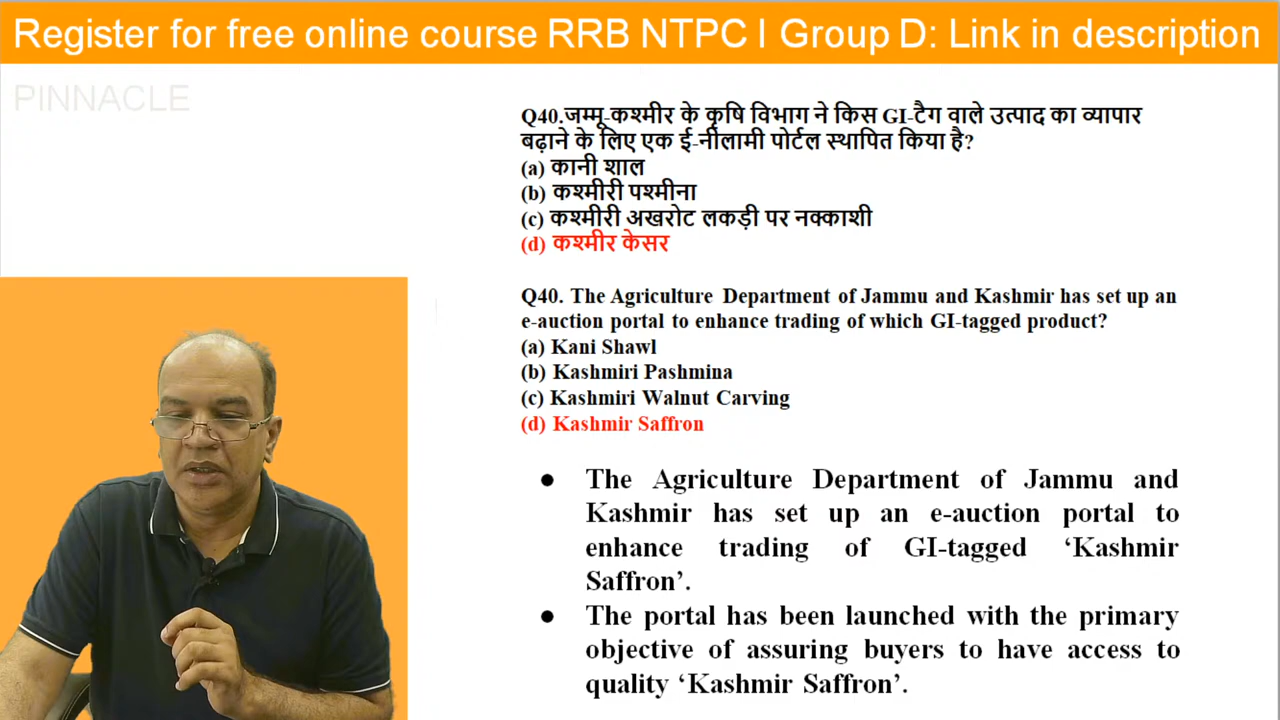 Register for free online course RRB NTPC I Group D: Link in description
PINNACLE
Q40.जम्मू-कश्मीर के कृषि विभाग ने किस GI-टैग वाले उत्पाद का व्यापार
बढ़ाने के लिए एक ई-नीलामी पोर्टल स्थापित किया है?
(a) कानी शाल
(b) कश्मीरी पश्मीना
(c) कश्मीरी अखरोट लकड़ी पर नक्काशी
(d) कश्मीर केसर
Q40. The Agriculture Department of Jammu and Kashmir has set up an
e-auction portal to enhance trading of which GI-tagged product?
(a) Kani Shawl
(b) Kashmiri Pashmina
(c) Kashmiri Walnut Carving
(d) Kashmir Saffron
● The Agriculture Department of Jammu and
Kashmir has set up an e-auction portal to
enhance trading of GI-tagged ‘Kashmir
Saffron’.
● The portal has been launched with the primary
objective of assuring buyers to have access to
quality ‘Kashmir Saffron’.